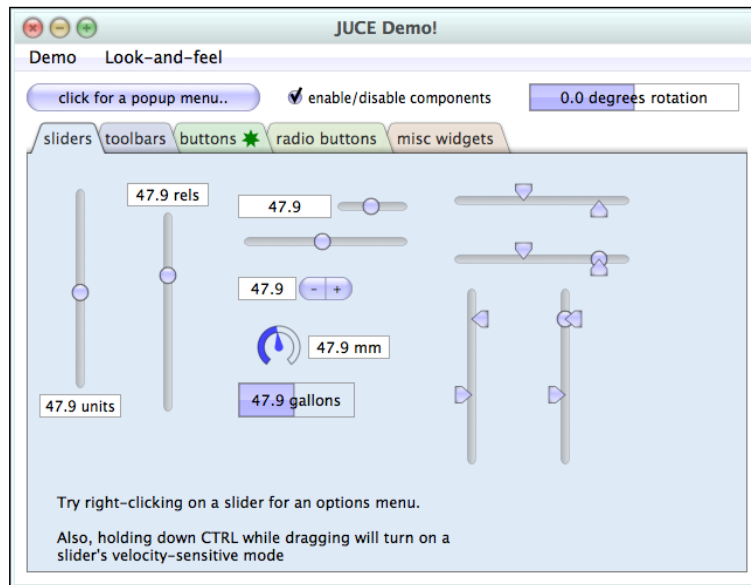 JUCE Demo!
Demo Look-and-feel
click for a popup menu.. enable/disable components 0.0 degrees rotation
sliders toolbars buttons radio buttons misc widgets
47.9 rels
47.9
47.9 - +
47.9 mm
47.9 gallons
47.9 units
Try right-clicking on a slider for an options menu.
Also, holding down CTRL while dragging will turn on a
slider's velocity-sensitive mode